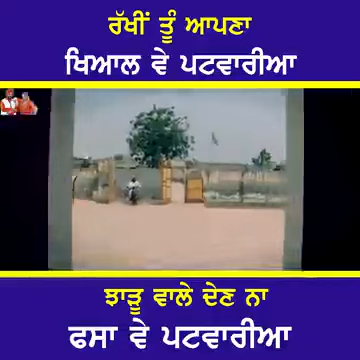 ਰੱਖੀਂ ਤੂੰ ਆਪਣਾ
ਖਿਆਲ ਵੇ ਪਟਵਾਰੀਆ
ਝਾੜੂ ਵਾਲੇ ਦੇਣ ਨਾ
ਫਸਾ ਵੇ ਪਟਵਾਰੀਆ